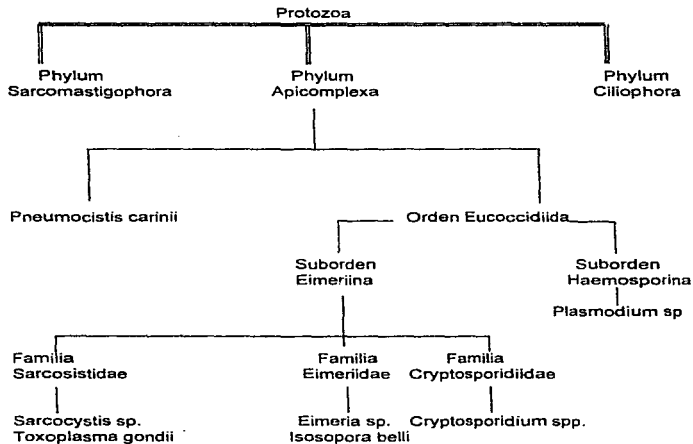 Protozoa
Phylum
Sarcomastigophora
Phylum
Apicomplexa
Phylum
Ciliophora
Pneumocistis carinii
Orden Eucoccidiida
Suborden
Eimeriina
Suborden
Haemosporina
Plasmodium sp
Familia
Sarcosistidae
Familia
Eimeriidae
Familia
Cryptosporidiidae
Sarcocystis sp.
Toxoplasma gondii
Eimeria sp.
Isosopora belli
Cryptosporidium spp.